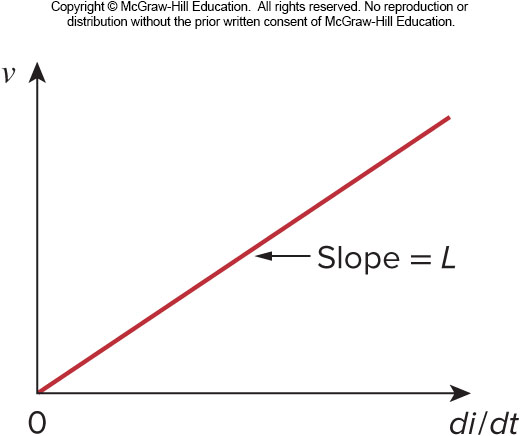 Copyright © McGraw-Hill Education. All rights reserved. No reproduction or
distribution without the prior written consent of McGraw-Hill Education.
v
Slope = L
0
di/dt